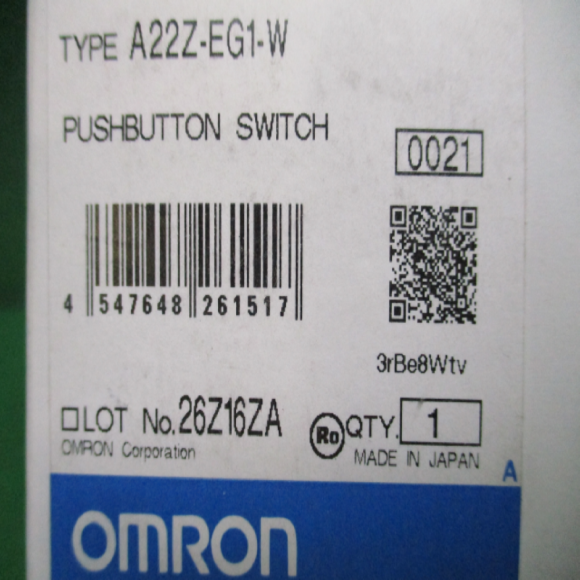 TYPE A22Z-EG1-W
PUSHBUTTON SWITCH
0021
4 547648 261517
3rBe8Wtv
LOT No. 26Z16ZA
Ro QTY. 1
OMRON Corporation
MADE IN JAPAN
A
OMRON